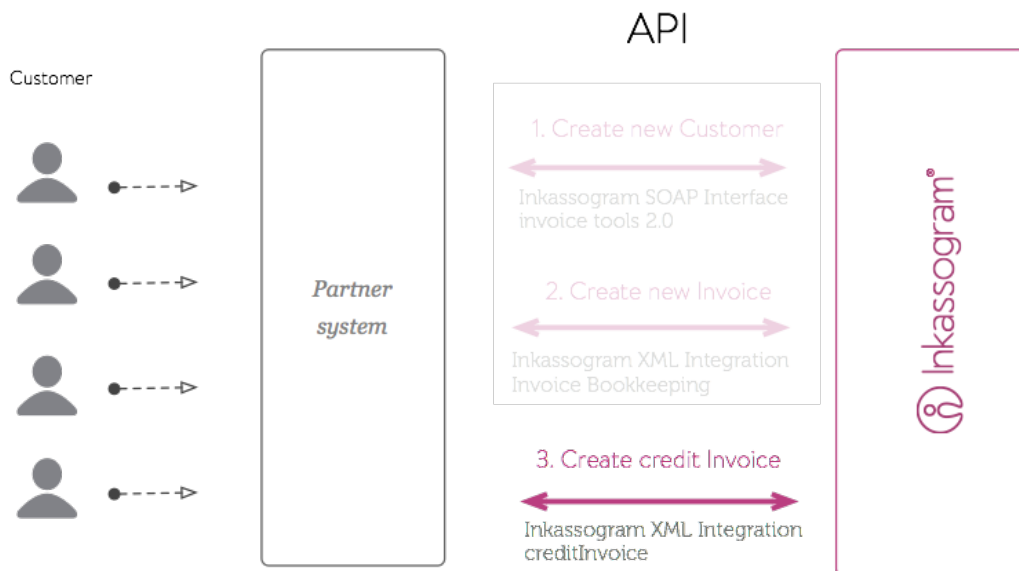 API
Customer
1. Create new Customer
Inkassogram SOAP Interface
invoice tools 2.0
Partner
system
2. Create new Invoice
Inkassogram XML Integration
Invoice Bookkeeping
3. Create credit Invoice
Inkassogram XML Integration
creditInvoice
Inkassogram®